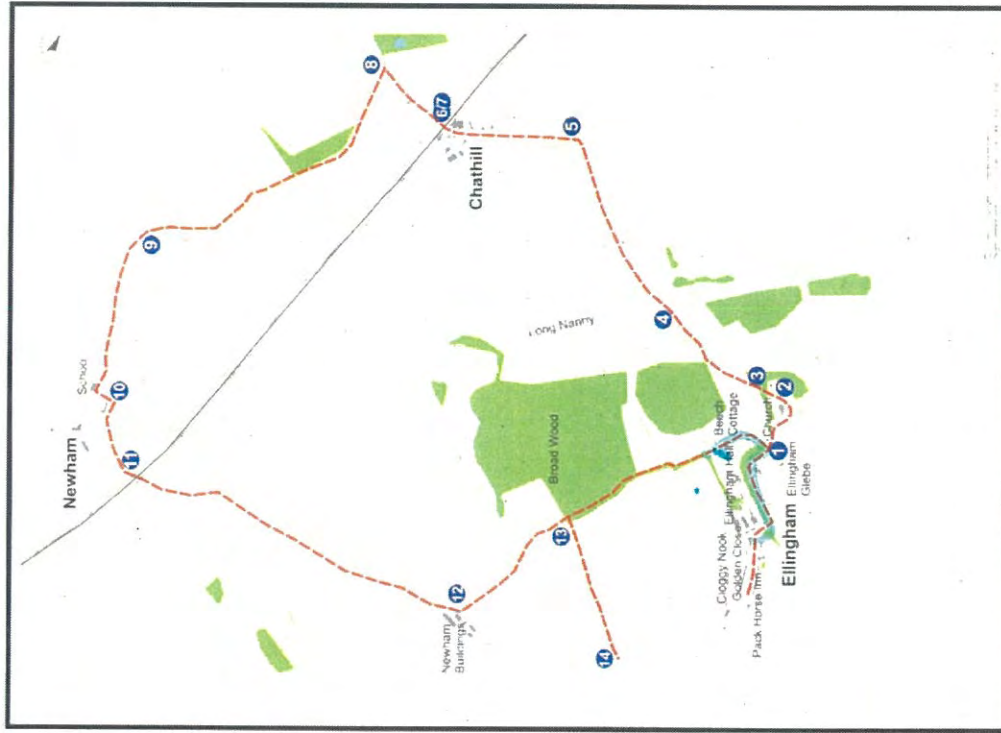 8
6/7
Chathill
5
9
School
10
Newham
11
Long Nanny
4
Broad Wood
3
2
Church
1
Beech
Cottage
Ellingham Hall
Ellingham
Glebe
Ellingham
Cloggy Nook
Golden Close
Pack Horse Inn
13
12
Newham
Buildings
14